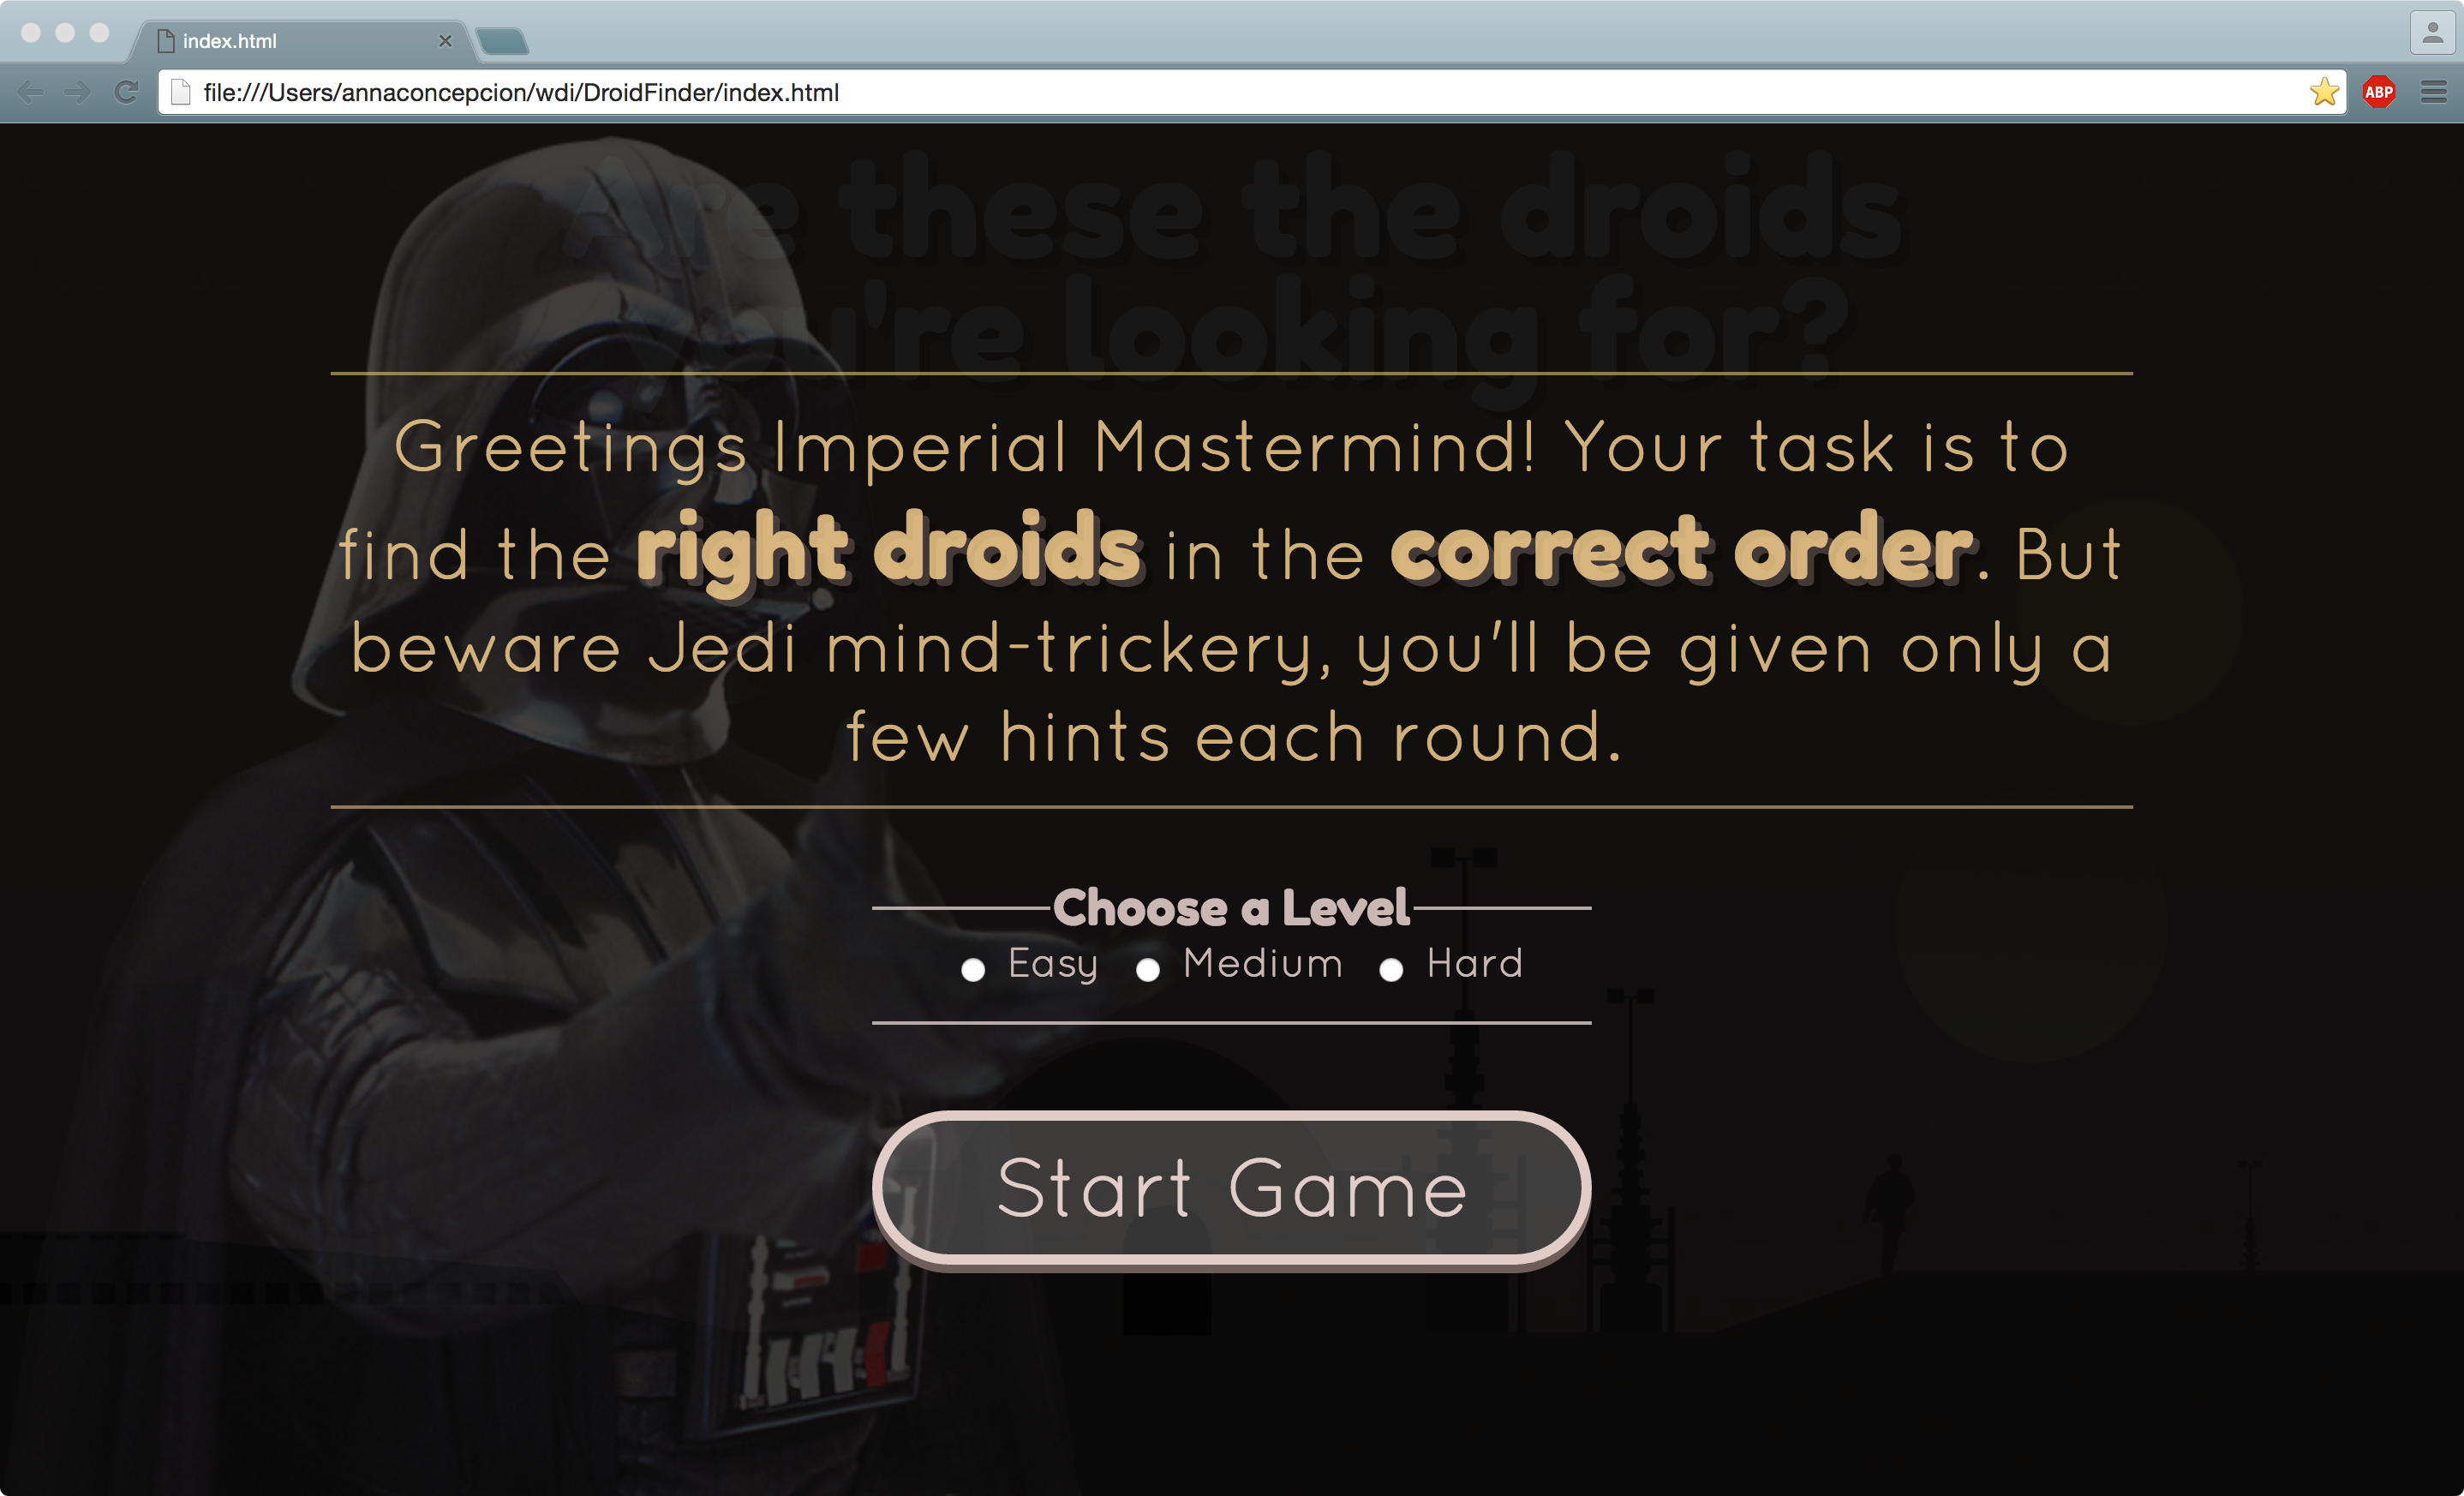 index.html
file:///Users/annaconcepcion/wdi/DroidFinder/index.html
ABP
Are these the droids
you're looking for?
Greetings Imperial Mastermind! Your task is to
find the right droids in the correct order. But
beware Jedi mind-trickery, you'll be given only a
few hints each round.
Choose a Level
Easy Medium Hard
Start Game